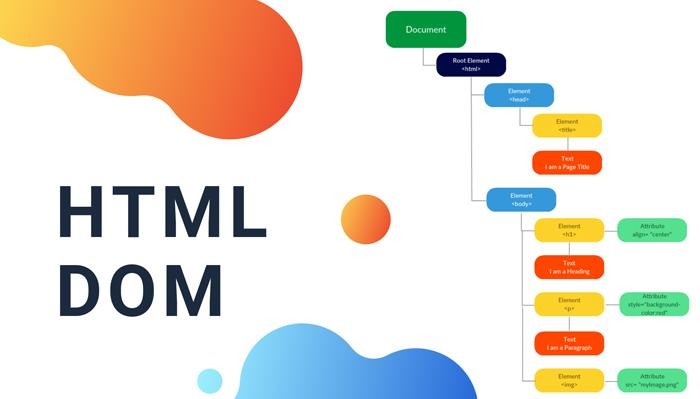 HTML
DOM
Document
Root Element
<html>
Element
<head>
Element
<title>
Text
I am a Page Title
Element
<body>
Element
<h1>
Attribute
align= "center"
Text
I am a Heading
Element
<p>
Attribute
style="background-
color:red"
Text
I am a Paragraph
Element
<img>
Attribute
src= "myImage.png"